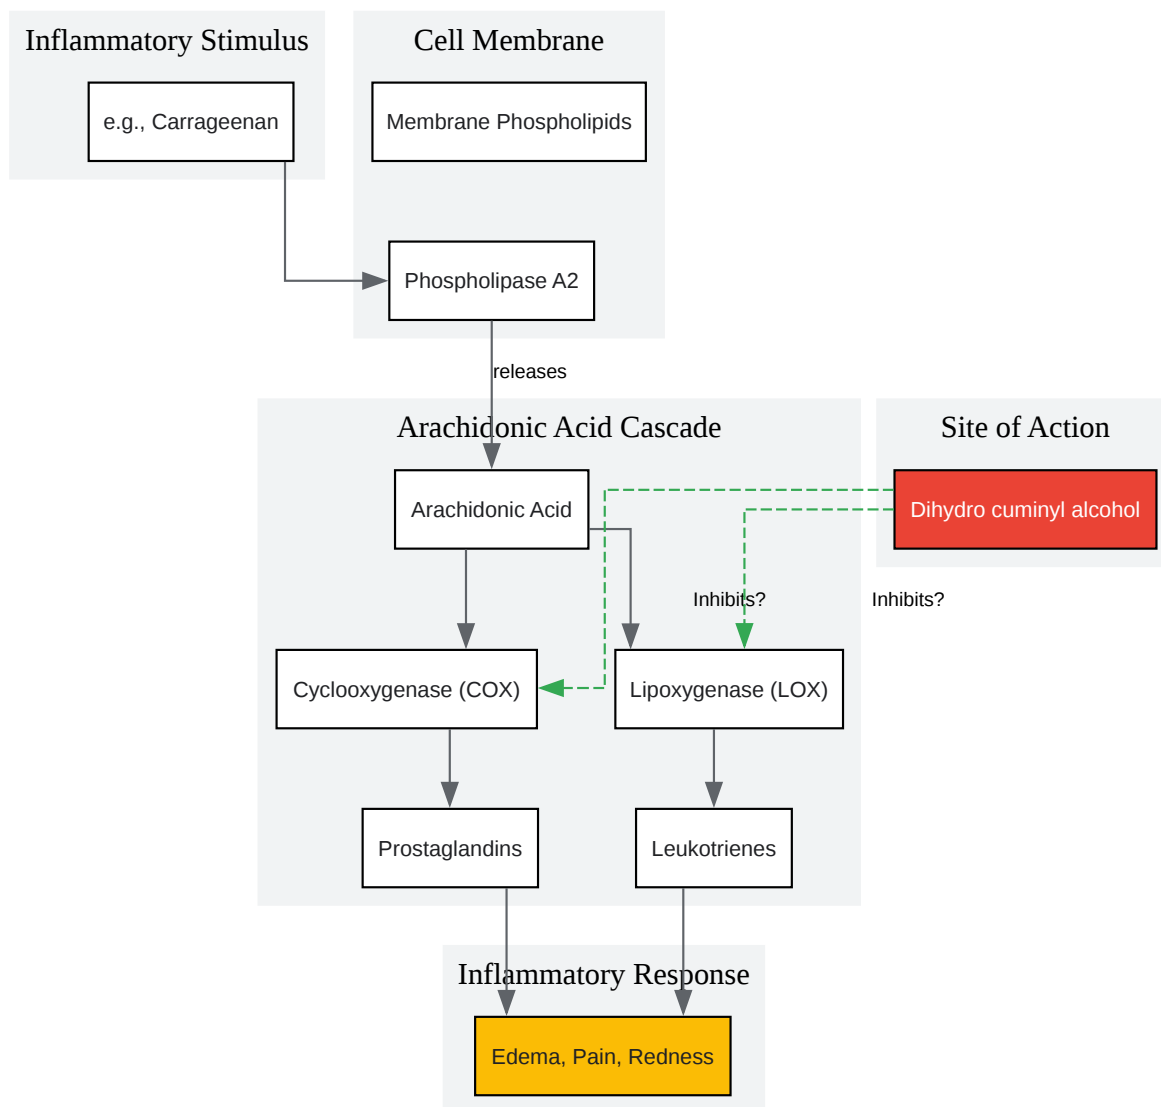 Inflammatory Stimulus
Cell Membrane
e.g., Carrageenan
Membrane Phospholipids
Phospholipase A2
releases
Arachidonic Acid Cascade
Site of Action
Arachidonic Acid
Dihydro cuminyl alcohol
Inhibits?
Inhibits?
Cyclooxygenase (COX)
Lipoxygenase (LOX)
Prostaglandins
Leukotrienes
Inflammatory Response
Edema, Pain, Redness